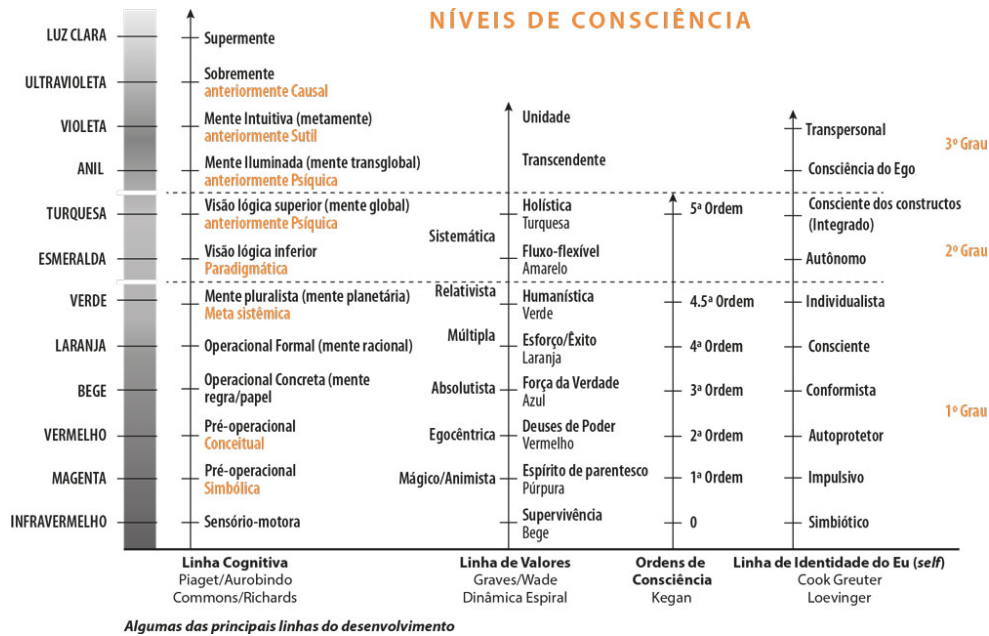 NÍVEIS DE CONSCIÊNCIA
LUZ CLARA
ULTRAVIOLETA
VIOLETA
ANIL
TURQUESA
ESMERALDA
VERDE
LARANJA
BEGE
VERMELHO
MAGENTA
INFRAVERMELHO
Supermente
Sobremente
anteriormente Causal
Mente Intuitiva (metamente)
anteriormente Sutil
Mente Iluminada (mente transglobal)
anteriormente Psíquica
Visão lógica superior (mente global)
anteriormente Psíquica
Visão lógica inferior
Paradigmática
Mente pluralista (mente planetária)
Meta sistêmica
Operacional Formal (mente racional)
Operacional Concreta (mente
regra/papel
Pré-operacional
Conceitual
Pré-operacional
Simbólica
Sensório-motora
Linha Cognitiva
Piaget/Aurobindo
Commons/Richards
Sistemática
Relativista
Múltipla
Absolutista
Egocêntrica
Mágico/Animista
Unidade
Transcendente
Holística
Turquesa
Fluxo-flexível
Amarelo
Humanística
Verde
Esforço/Êxito
Laranja
Força da Verdade
Azul
Deuses de Poder
Vermelho
Espírito de parentesco
Púrpura
Supervivência
Bege
Linha de Valores
Graves/Wade
Dinâmica Espiral
5ª Ordem
4.5ª Ordem
4ª Ordem
3ª Ordem
2ª Ordem
1ª Ordem
0
Ordens de
Consciência
Kegan
Transpersonal
Consciência do Ego
Consciente dos constructos
(Integrado)
Autônomo
Individualista
Consciente
Conformista
Autoprotetor
Impulsivo
Simbiótico
Linha de Identidade do Eu (self)
Cook Greuter
Loevinger
3º Grau
2º Grau
1º Grau
Algumas das principais linhas do desenvolvimento